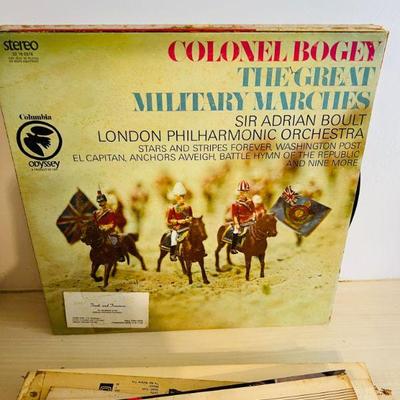 stereo
COLONEL BOGEY
THE GREAT
MILITARY MARCHES
SIR ADRIAN BOULT
LONDON PHILHARMONIC ORCHESTRA
STARS AND STRIPES FOREVER, WASHINGTON POST
EL CAPITAN, ANCHORS AWEIGH, BATTLE HYMN OF THE REPUBLIC
AND NINE MORE
Columbia
ODYSSEY